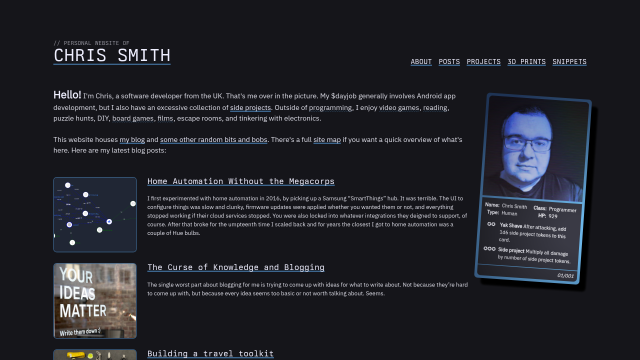 // PERSONAL WEBSITE OF
CHRIS SMITH
ABOUT POSTS PROJECTS 3D PRINTS SNIPPETS
Hello! I'm Chris, a software developer from the UK. That's me over in the picture. My $dayjob generally involves Android
development, but I also have an excessive collection of side projects. Outside of programming, I enjoy video games, reading,
puzzle hunts, DIY, board games, films, escape rooms, and tinkering with electronics.
This website houses my blog and some other random bits and bobs. There's a full site map if you want a quick overview of what's
here. Here are my latest blog posts:
Home Automation Without the Megacorps
I first experimented with home automation in 2016, by picking up a Samsung "SmartThings" hub. It was terrible. The UI to
configure things was slow and clunky, firmware updates were applied whether you wanted them or not, and everything
stopped working if their cloud services stopped. You were also locked into whatever integrations they deigned to support, of
course. After that broke for the umpteenth time I scaled back and for years the closest I got to home automation was a
couple of Hue bulbs.
The Curse of Knowledge and Blogging
The single worst part about blogging for me is trying to come up with ideas for what to write about. Not because they're hard
to come up with, but because every idea seems too basic or not worth talking about. Seems.
YOUR
IDEAS
MATTER
Write them down :)
Building a travel toolkit
Name: Chris Smith Class: Programmer
Type: Human HP: 929
Yak Shave After attacking, add
1d6 side project tokens to this
card.
Side project Multiply all damage
by number of side project tokens.
01/001